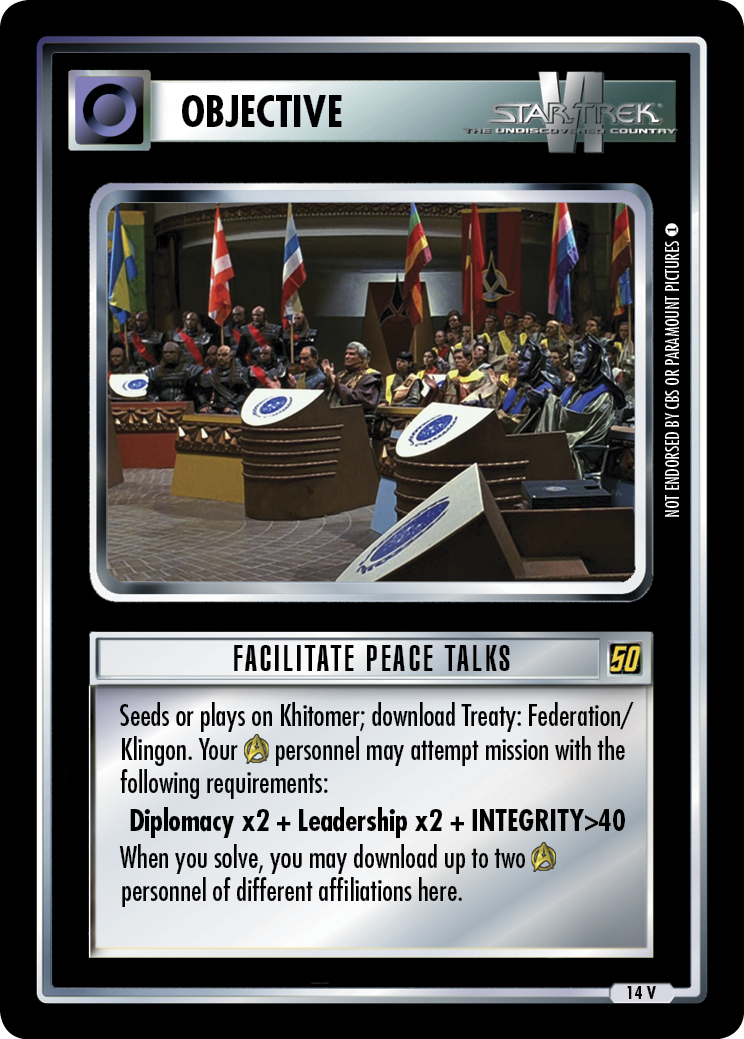 OBJECTIVE
VI
STAR TREK
THE UNDISCOVERED COUNTRY
NOT ENDORSED BY CBS OR PARAMOUNT PICTURES 1
FACILITATE PEACE TALKS
50
Seeds or plays on Khitomer; download Treaty: Federation/
Klingon. Your personnel may attempt mission with the
following requirements:
Diplomacy x2 + Leadership x2 + INTEGRITY>40
When you solve, you may download up to two
personnel of different affiliations here.
14 V